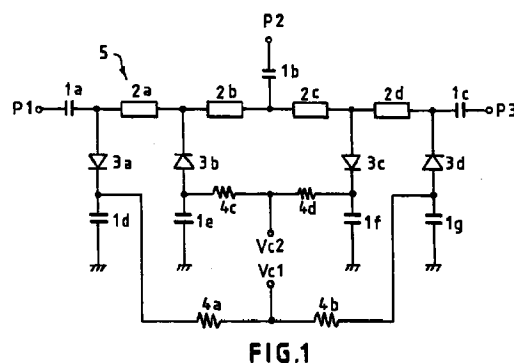 P2
5
1b
1a 2a 2b 2c 2d 1c
P1 P3
3a 3b 3c 3d
4c 4d
1d 1e 1f 1g
Vc2
Vc1
4a 4b
FIG.1